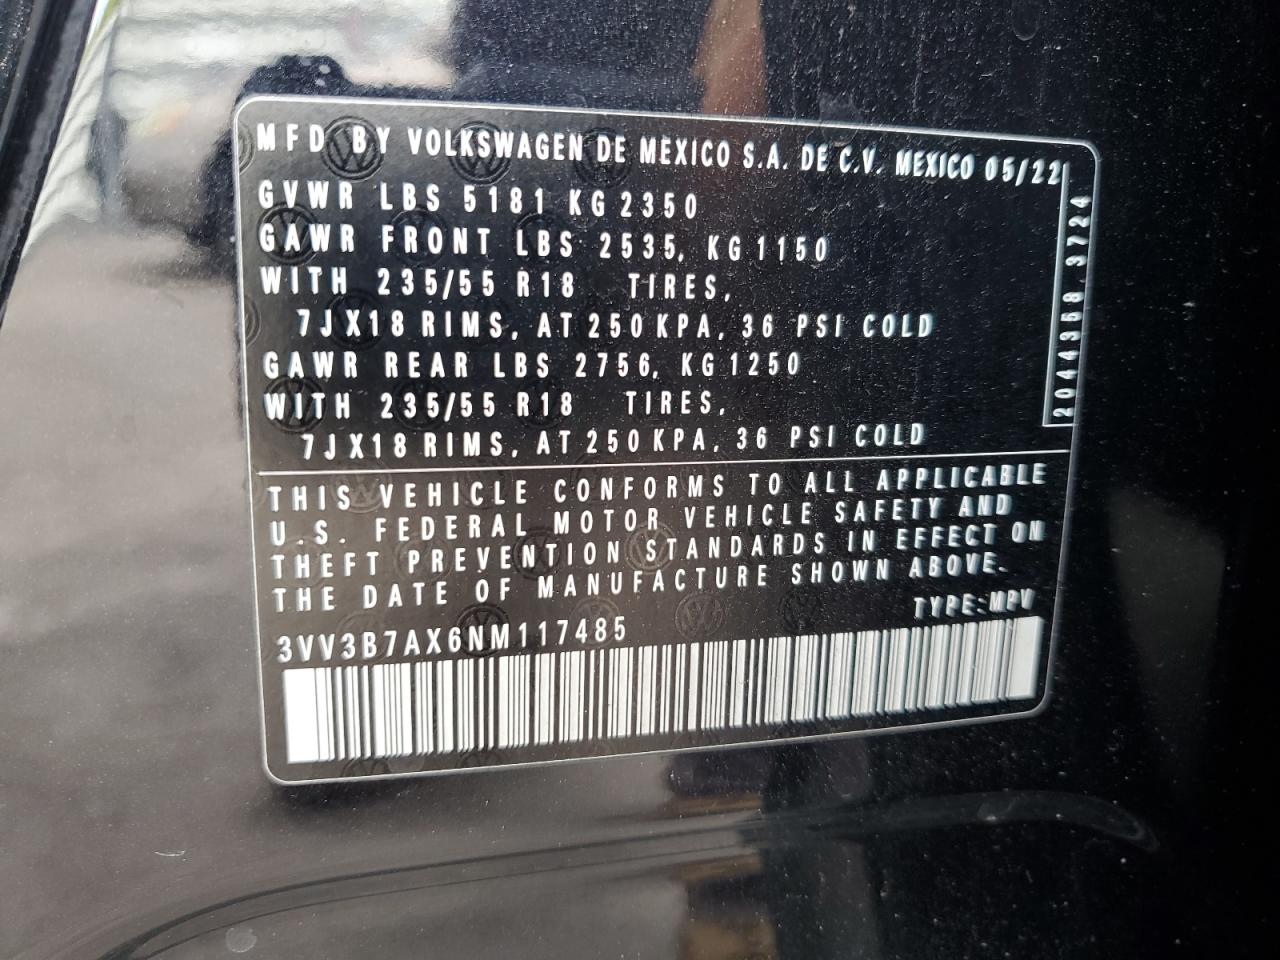 MFD BY VOLKSWAGEN DE MEXICO S.A. DE C.V. MEXICO 05/22
GVWR LBS 5181 KG 2350
GAWR FRONT LBS 2535, KG 1150
WITH 235/55 R18 TIRES,
7JX18 RIMS, AT 250 KPA, 36 PSI COLD
GAWR REAR LBS 2756, KG 1250
WITH 235/55 R18 TIRES,
7JX18 RIMS, AT 250 KPA, 36 PSI COLD
2044358.3724
THIS VEHICLE CONFORMS TO ALL APPLICABLE
U.S. FEDERAL MOTOR VEHICLE SAFETY AND
THEFT PREVENTION STANDARDS IN EFFECT ON
THE DATE OF MANUFACTURE SHOWN ABOVE.
TYPE:MPV
3VV3B7AX6NM117485